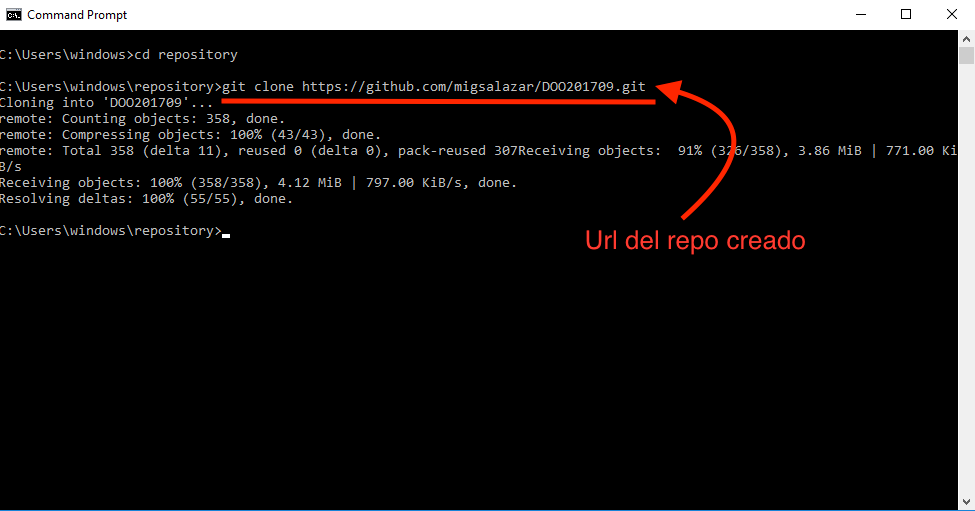 Command Prompt
C:\Users\windows>cd repository
C:\Users\windows\repository>git clone https://github.com/migsalazar/DOO201709.git
Cloning into 'DOO201709'...
remote: Counting objects: 358, done.
remote: Compressing objects: 100% (43/43), done.
remote: Total 358 (delta 11), reused 0 (delta 0), pack-reused 307Receiving objects:  91% (326/358), 3.86 MiB | 771.00 Ki
B/s
Receiving objects: 100% (358/358), 4.12 MiB | 797.00 KiB/s, done.
Resolving deltas: 100% (55/55), done.
C:\Users\windows\repository>
Url del repo creado